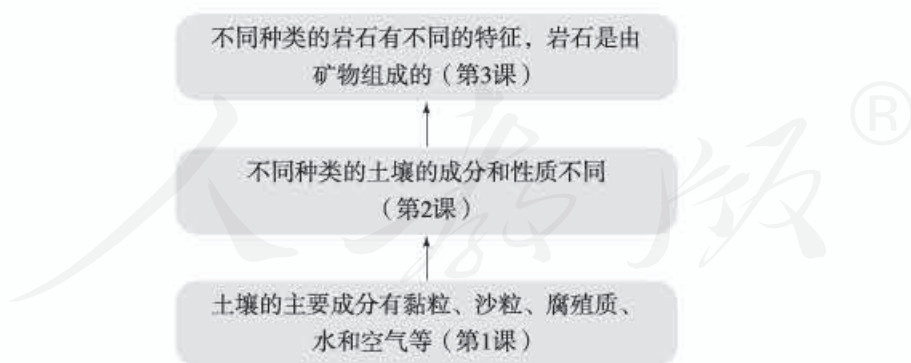 不同种类的岩石有不同的特征，岩石是由
矿物组成的（第3课）
不同种类的土壤的成分和性质不同
（第2课）
土壤的主要成分有黏粒、沙粒、腐殖质、
水和空气等（第1课）
人教版®